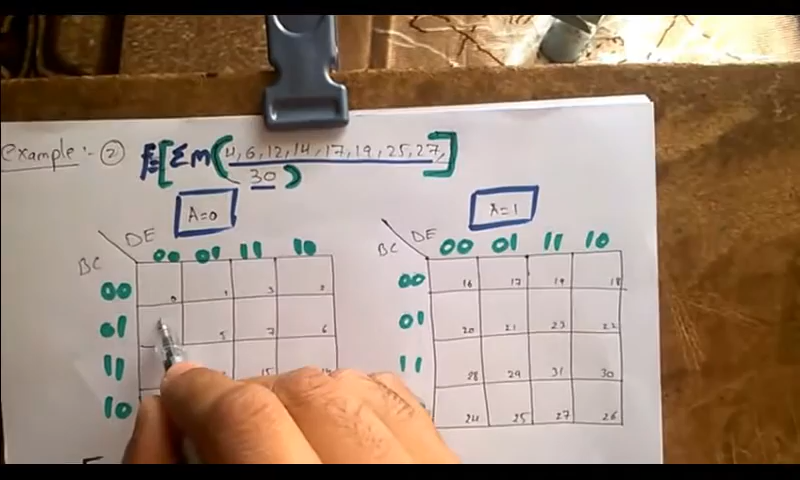 Example:- ② F=[Σm(4,6,12,14,17,19,25,27,
30)]
A=0 A=1
DE DE
BC 00 01 11 10 BC 00 01 11 10
00 0 1 3 2 00 16 17 19 18
01 5 7 6 01 20 21 23 22
11 15 14 11 28 29 31 30
10 24 25 27 26